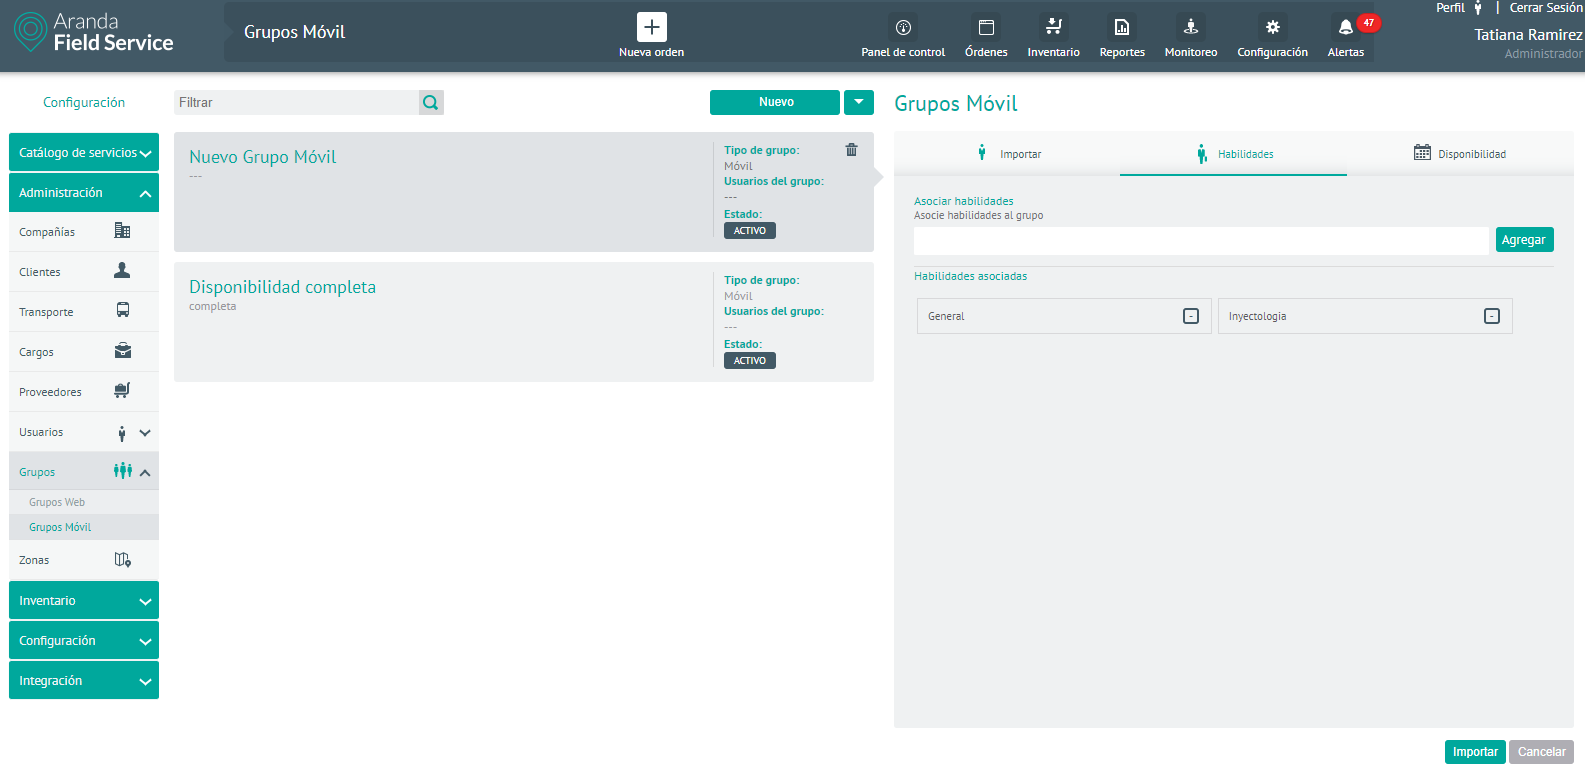 Aranda
Field Service
Grupos Móvil
Nueva orden
Panel de control
Órdenes
Inventario
Reportes
Monitoreo
Configuración
Alertas
47
Perfil | Cerrar Sesión
Tatiana Ramirez
Administrador
Configuración
Catálogo de servicios
Administración
Compañías
Clientes
Transporte
Cargos
Proveedores
Usuarios
Grupos
Grupos Web
Grupos Móvil
Zonas
Inventario
Configuración
Integración
Filtrar
Nuevo
Nuevo Grupo Móvil
---
Tipo de grupo:
Móvil
Usuarios del grupo:
---
Estado:
ACTIVO
Disponibilidad completa
completa
Tipo de grupo:
Móvil
Usuarios del grupo:
---
Estado:
ACTIVO
Grupos Móvil
Importar
Habilidades
Disponibilidad
Asociar habilidades
Asocie habilidades al grupo
Agregar
Habilidades asociadas
General
-
Inyectologia
-
Importar
Cancelar